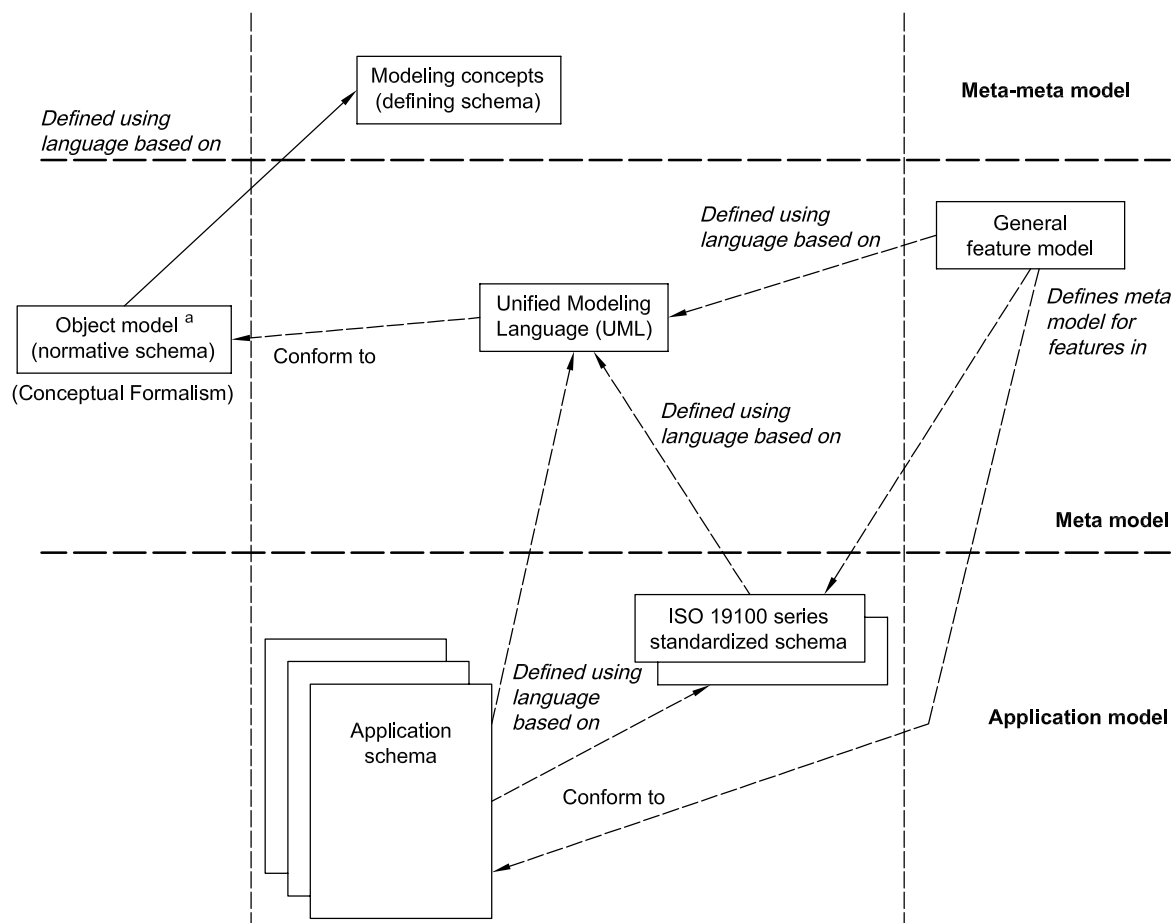 Modeling concepts
(defining schema)
Meta-meta model
Defined using
language based on
Defined using
language based on
General
feature model
Unified Modeling
Language (UML)
Defines meta
model for
features in
Object model a
(normative schema)
Conform to
(Conceptual Formalism)
Defined using
language based on
Meta model
ISO 19100 series
standardized schema
Defined using
language
based on
Application
schema
Application model
Conform to